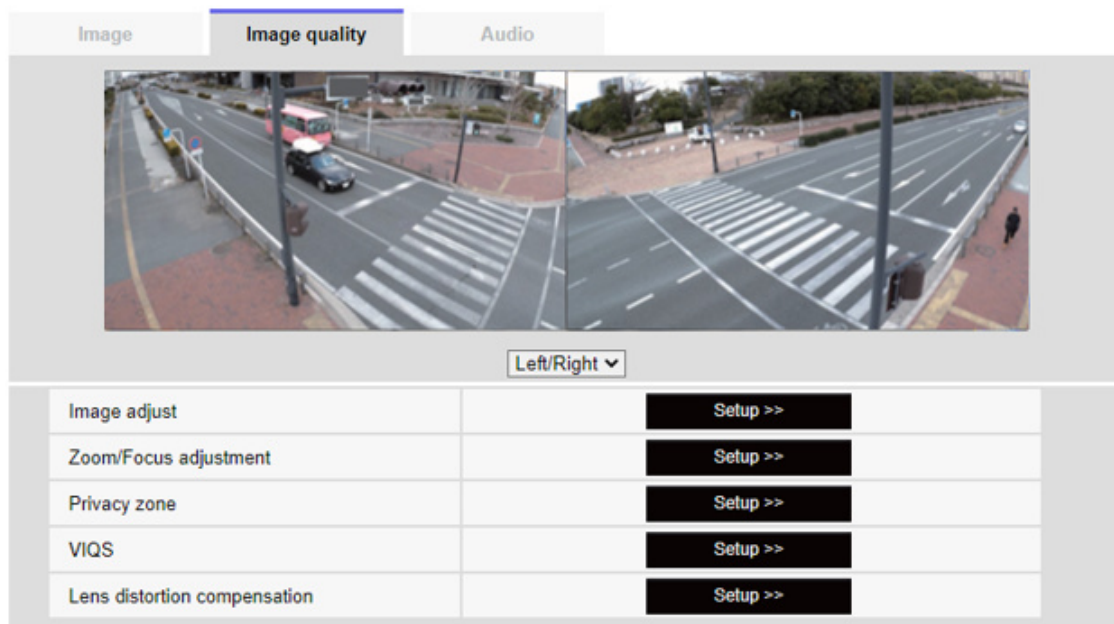 Image Image quality Audio
Left/Right
Image adjust Setup >>
Zoom/Focus adjustment Setup >>
Privacy zone Setup >>
VIQS Setup >>
Lens distortion compensation Setup >>